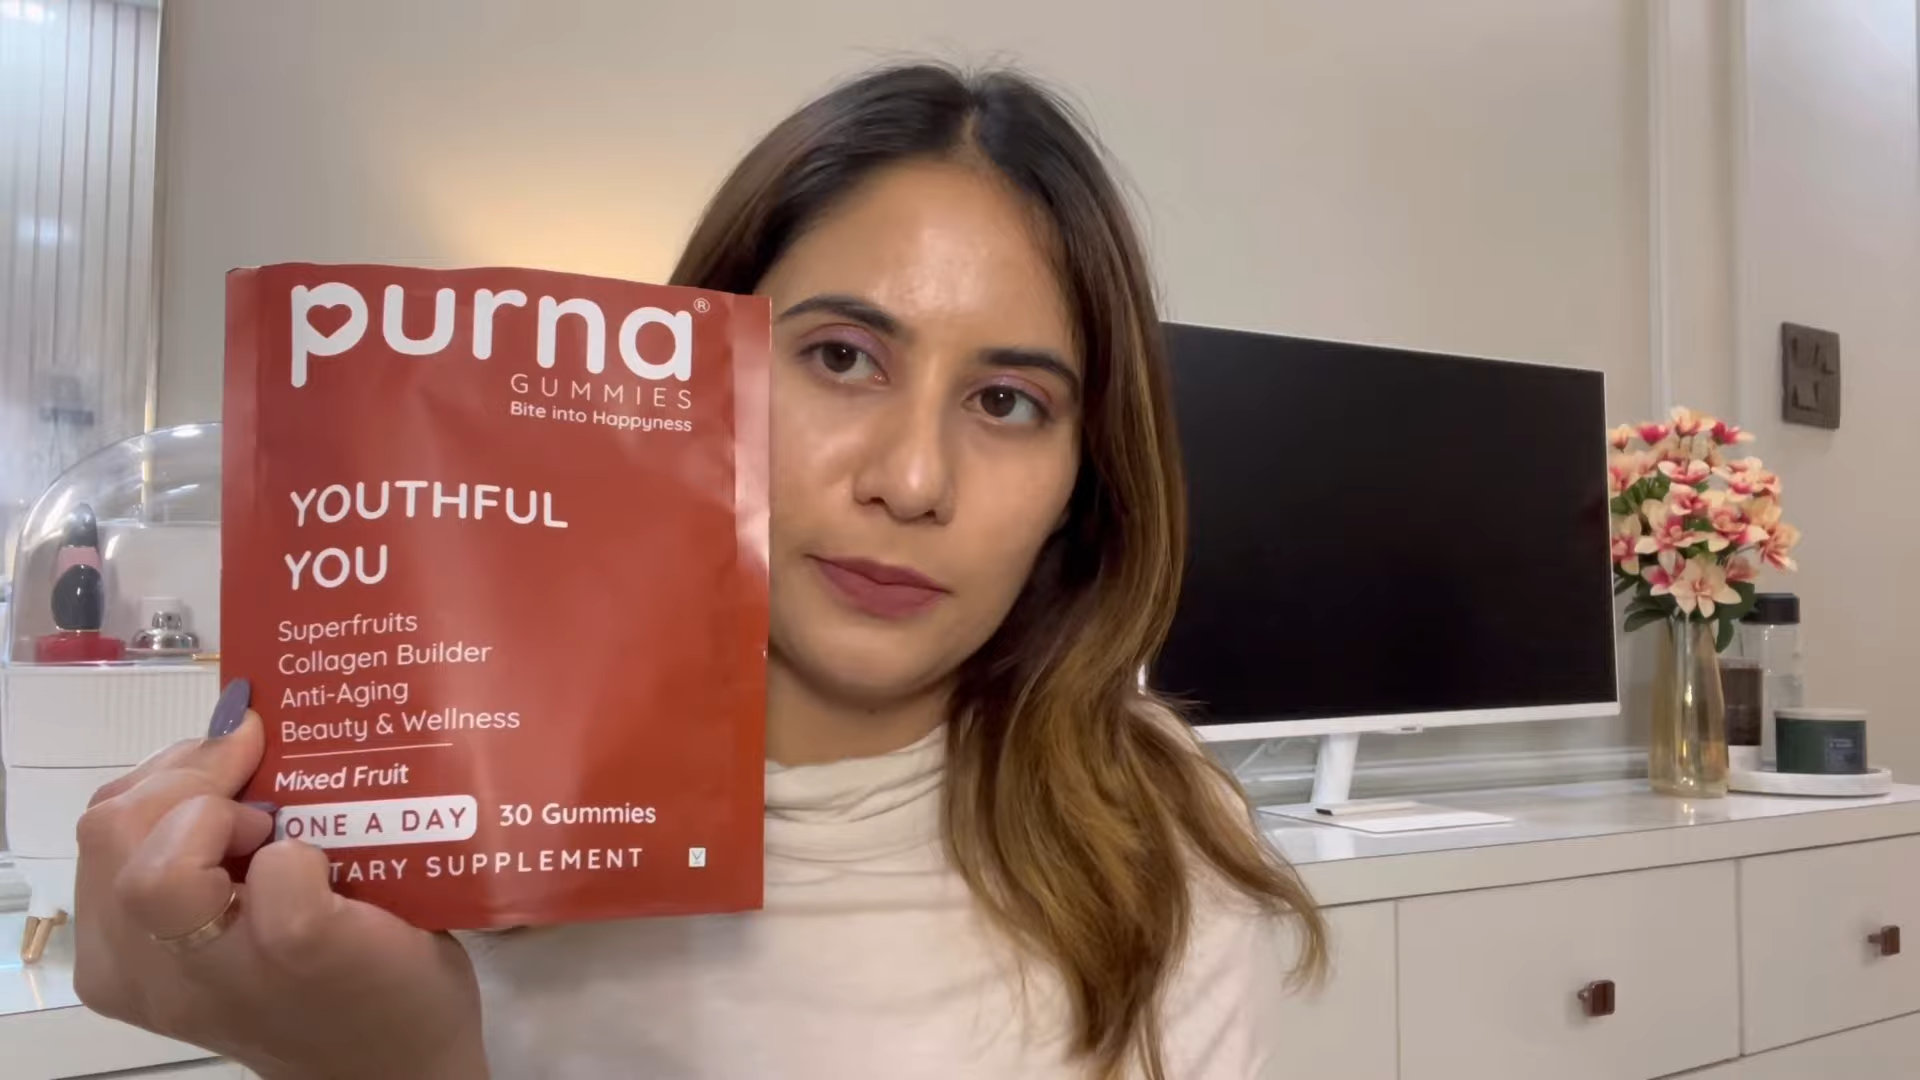 purna®
GUMMIES
Bite into Happyness
YOUTHFUL
YOU
Superfruits
Collagen Builder
Anti-Aging
Beauty & Wellness
Mixed Fruit
ONE A DAY 30 Gummies
TARY SUPPLEMENT